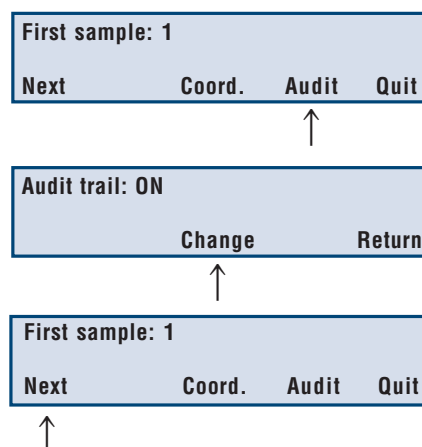 First sample: 1
Next Coord. Audit Quit
Audit trail: ON
Change Return
First sample: 1
Next Coord. Audit Quit